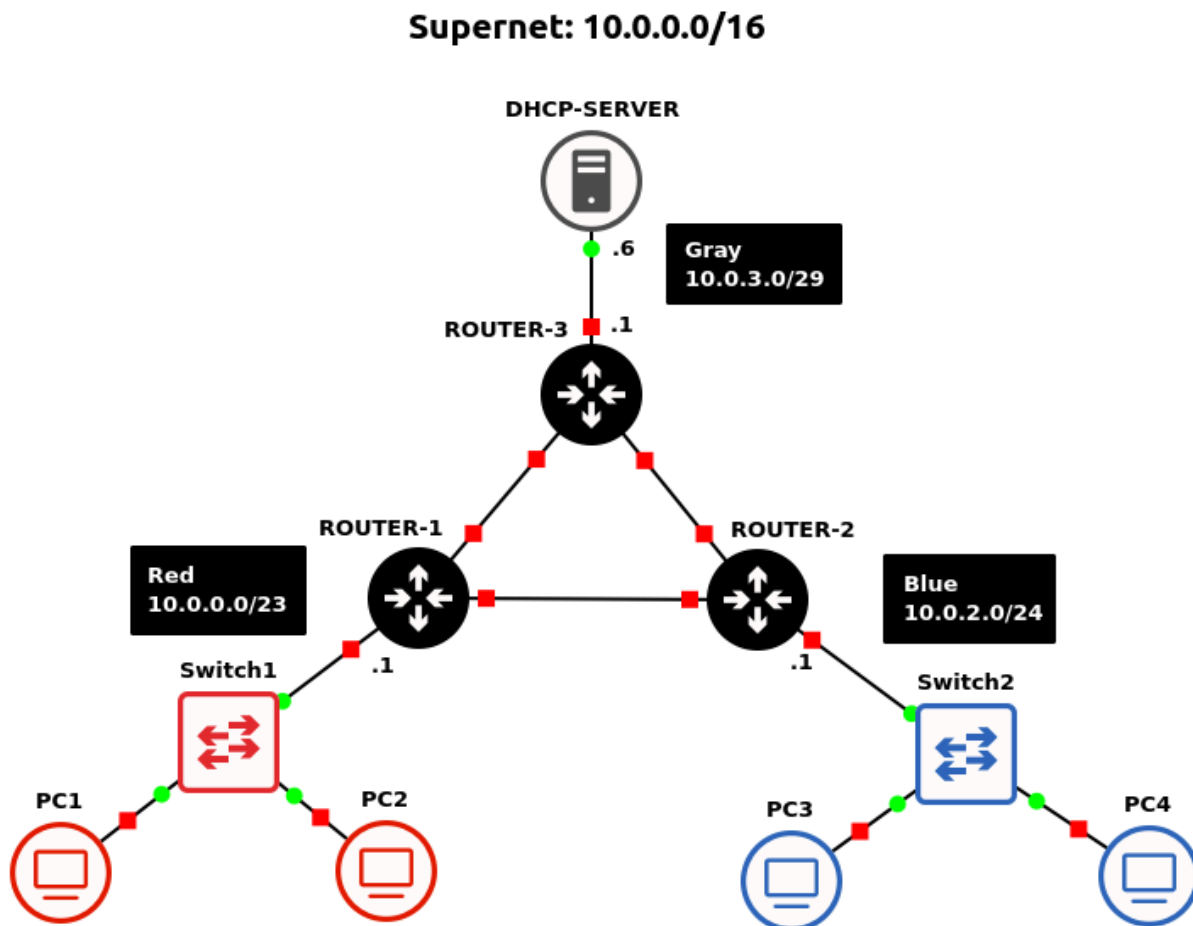 Supernet: 10.0.0.0/16
DHCP-SERVER
.6
Gray
10.0.3.0/29
ROUTER-3
.1
ROUTER-1
ROUTER-2
Red
10.0.0.0/23
Blue
10.0.2.0/24
.1
.1
Switch1
Switch2
PC1
PC2
PC3
PC4